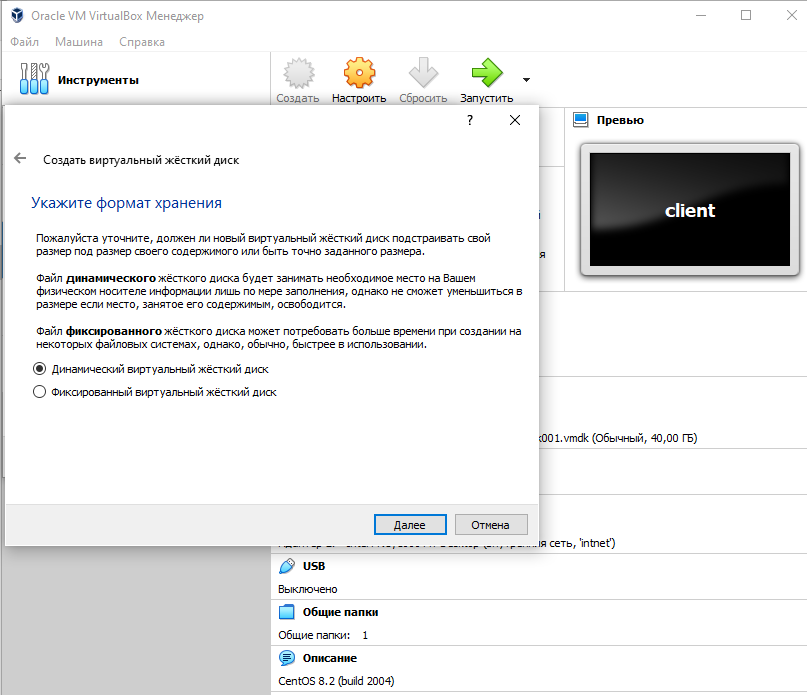 Oracle VM VirtualBox Менеджер
Файл Машина Справка
Инструменты
Создать Настроить Сбросить Запустить
?
Создать виртуальный жёсткий диск
Укажите формат хранения
Пожалуйста уточните, должен ли новый виртуальный жёсткий диск подстраивать свой
размер под размер своего содержимого или быть точно заданного размера.
Файл динамического жёсткого диска будет занимать необходимое место на Вашем
физическом носителе информации лишь по мере заполнения, однако не сможет уменьшиться в
размере если место, занятое его содержимым, освободится.
Файл фиксированного жёсткого диска может потребовать больше времени при создании на
некоторых файловых системах, однако, обычно, быстрее в использовании.
Динамический виртуальный жёсткий диск
Фиксированный виртуальный жёсткий диск
Далее Отмена
Превью
client
я
001.vmdk (Обычный, 40,00 ГБ)
сеть, 'intnet')
USB
Выключено
Общие папки
Общие папки: 1
Описание
CentOS 8.2 (build 2004)